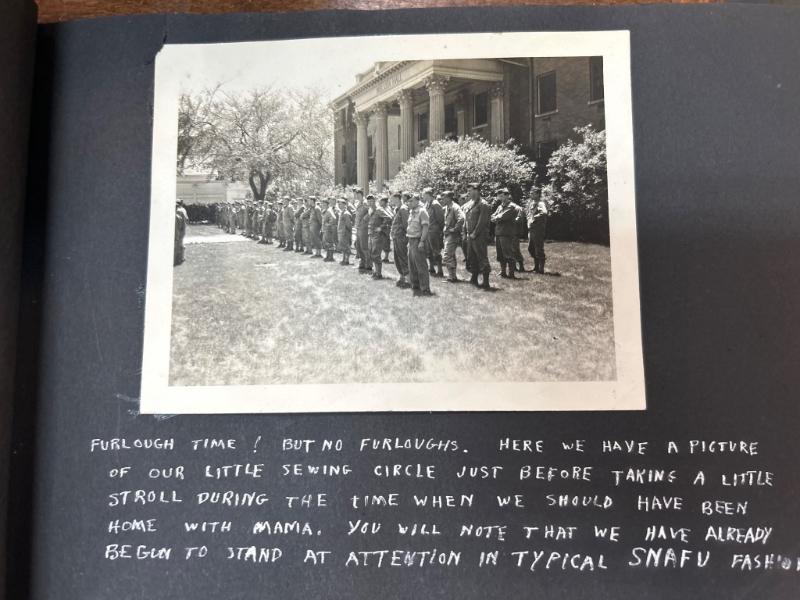 FURLOUGH TIME! BUT NO FURLOUGHS. HERE WE HAVE A PICTURE
OF OUR LITTLE SEWING CIRCLE JUST BEFORE TAKING A LITTLE
STROLL DURING THE TIME WHEN WE SHOULD HAVE BEEN
HOME WITH MAMA. YOU WILL NOTE THAT WE HAVE ALREADY
BEGUN TO STAND AT ATTENTION IN TYPICAL SNAFU FASHION